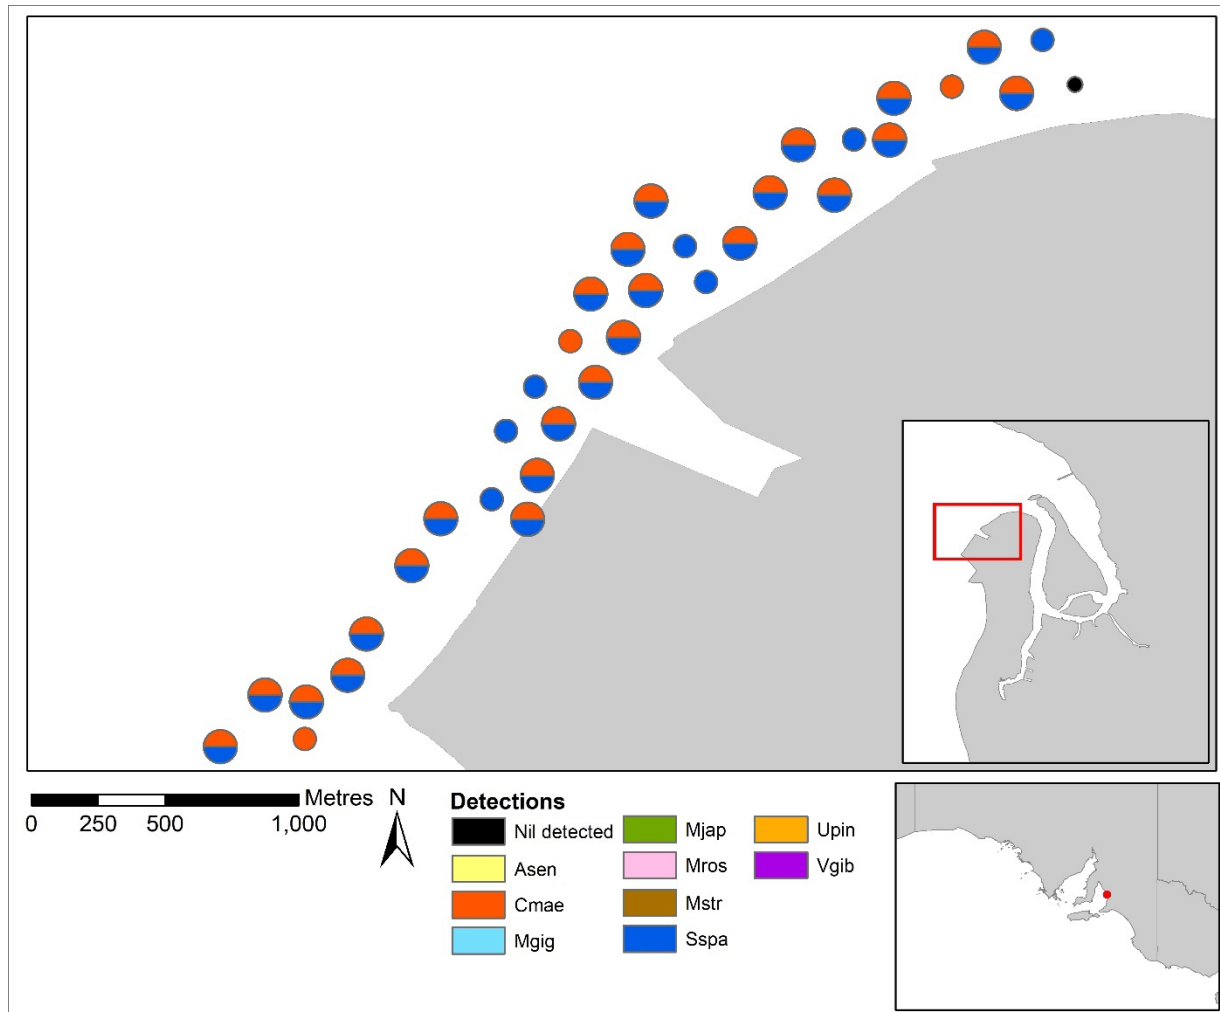 Metres N
0 250 500 1,000
Detections
Nil detected
Asen
Cmae
Mgig
Mjap
Mros
Mstr
Sspa
Upin
Vgib